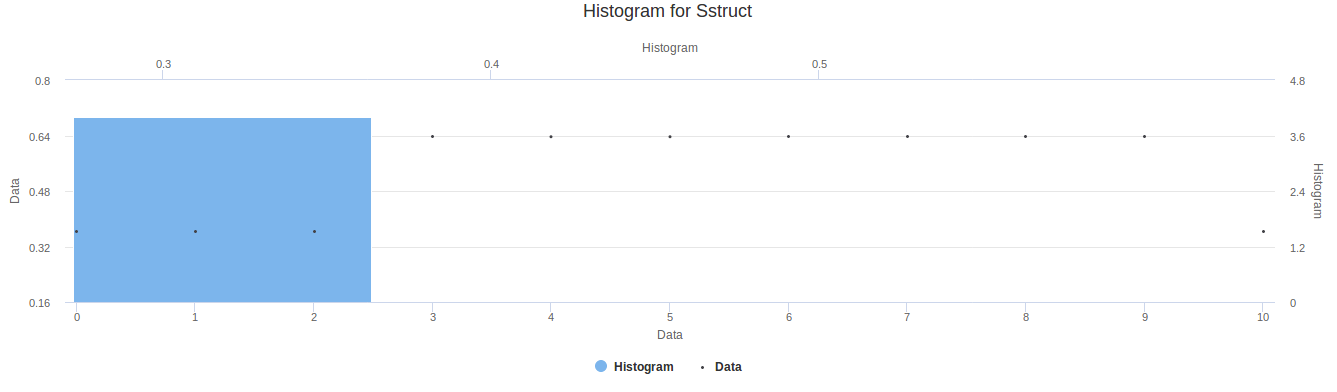 Histogram for Sstruct
Histogram
0.3 0.4 0.5
0.8 4.8
0.64 3.6
0.48 2.4
0.32 1.2
0.16 0
Data
Histogram
0 1 2 3 4 5 6 7 8 9 10
Data
Histogram Data